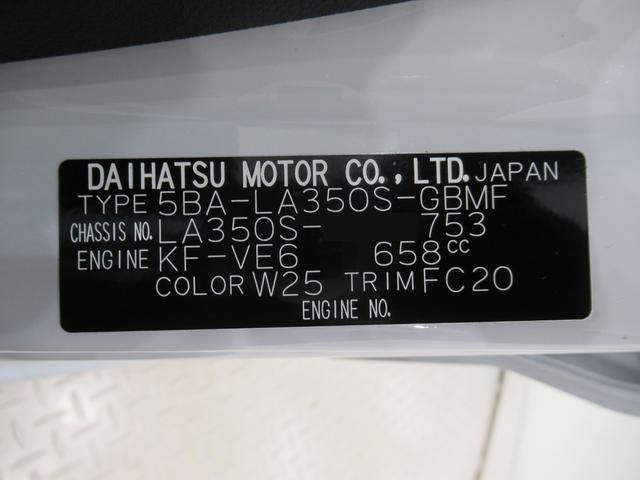 DAIHATSU MOTOR CO., LTD. JAPAN
TYPE 5BA-LA350S-GBMF
CHASSIS NO. LA350S- 753
ENGINE KF-VE6 658cc
COLOR W25 TRIM FC20
ENGINE NO.